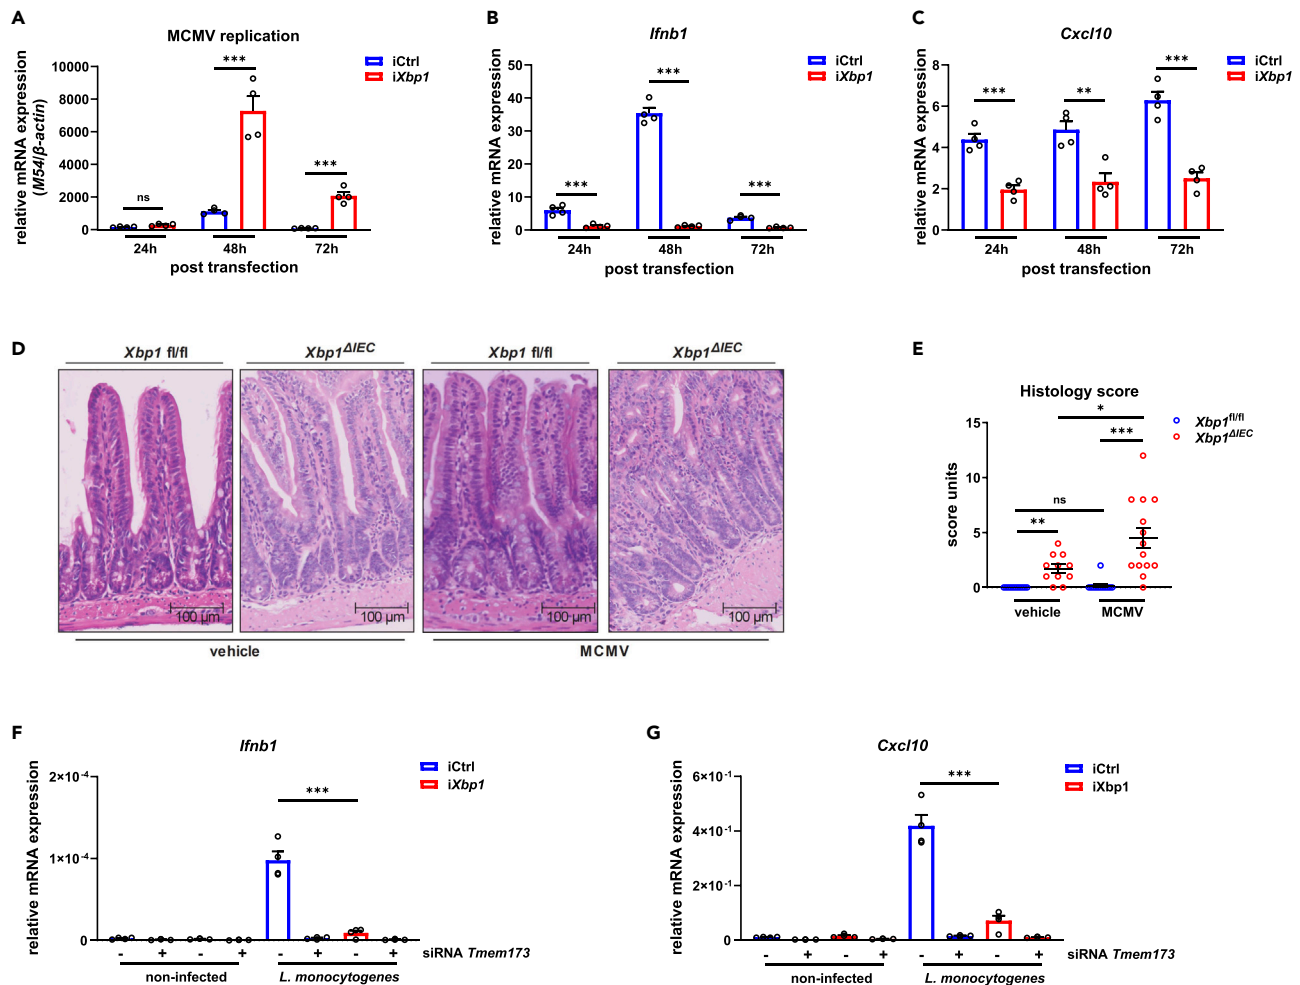 A
MCMV replication
relative mRNA expression
(M54/β-actin)
10000
8000
6000
4000
2000
0
ns
***
***
24h 48h 72h
post transfection
iCtrl
iXbp1
B
Ifnb1
relative mRNA expression
50
40
30
20
10
0
***
***
***
24h 48h 72h
post transfection
iCtrl
iXbp1
C
Cxcl10
relative mRNA expression
8
6
4
2
0
***
**
***
24h 48h 72h
post transfection
iCtrl
iXbp1
D
Xbp1 fl/fl
Xbp1ΔIEC
Xbp1 fl/fl
Xbp1ΔIEC
100 µm
100 µm
100 µm
100 µm
vehicle
MCMV
E
Histology score
score units
15
10
5
0
*
***
ns
**
vehicle MCMV
Xbp1fl/fl
Xbp1ΔIEC
F
Ifnb1
relative mRNA expression
2×10⁻⁴
1×10⁻⁴
0
***
iCtrl
iXbp1
- + - + - + - + siRNA Tmem173
non-infected L. monocytogenes
G
Cxcl10
relative mRNA expression
6×10⁻¹
4×10⁻¹
2×10⁻¹
0
***
iCtrl
iXbp1
- + - + - + - + siRNA Tmem173
non-infected L. monocytogenes